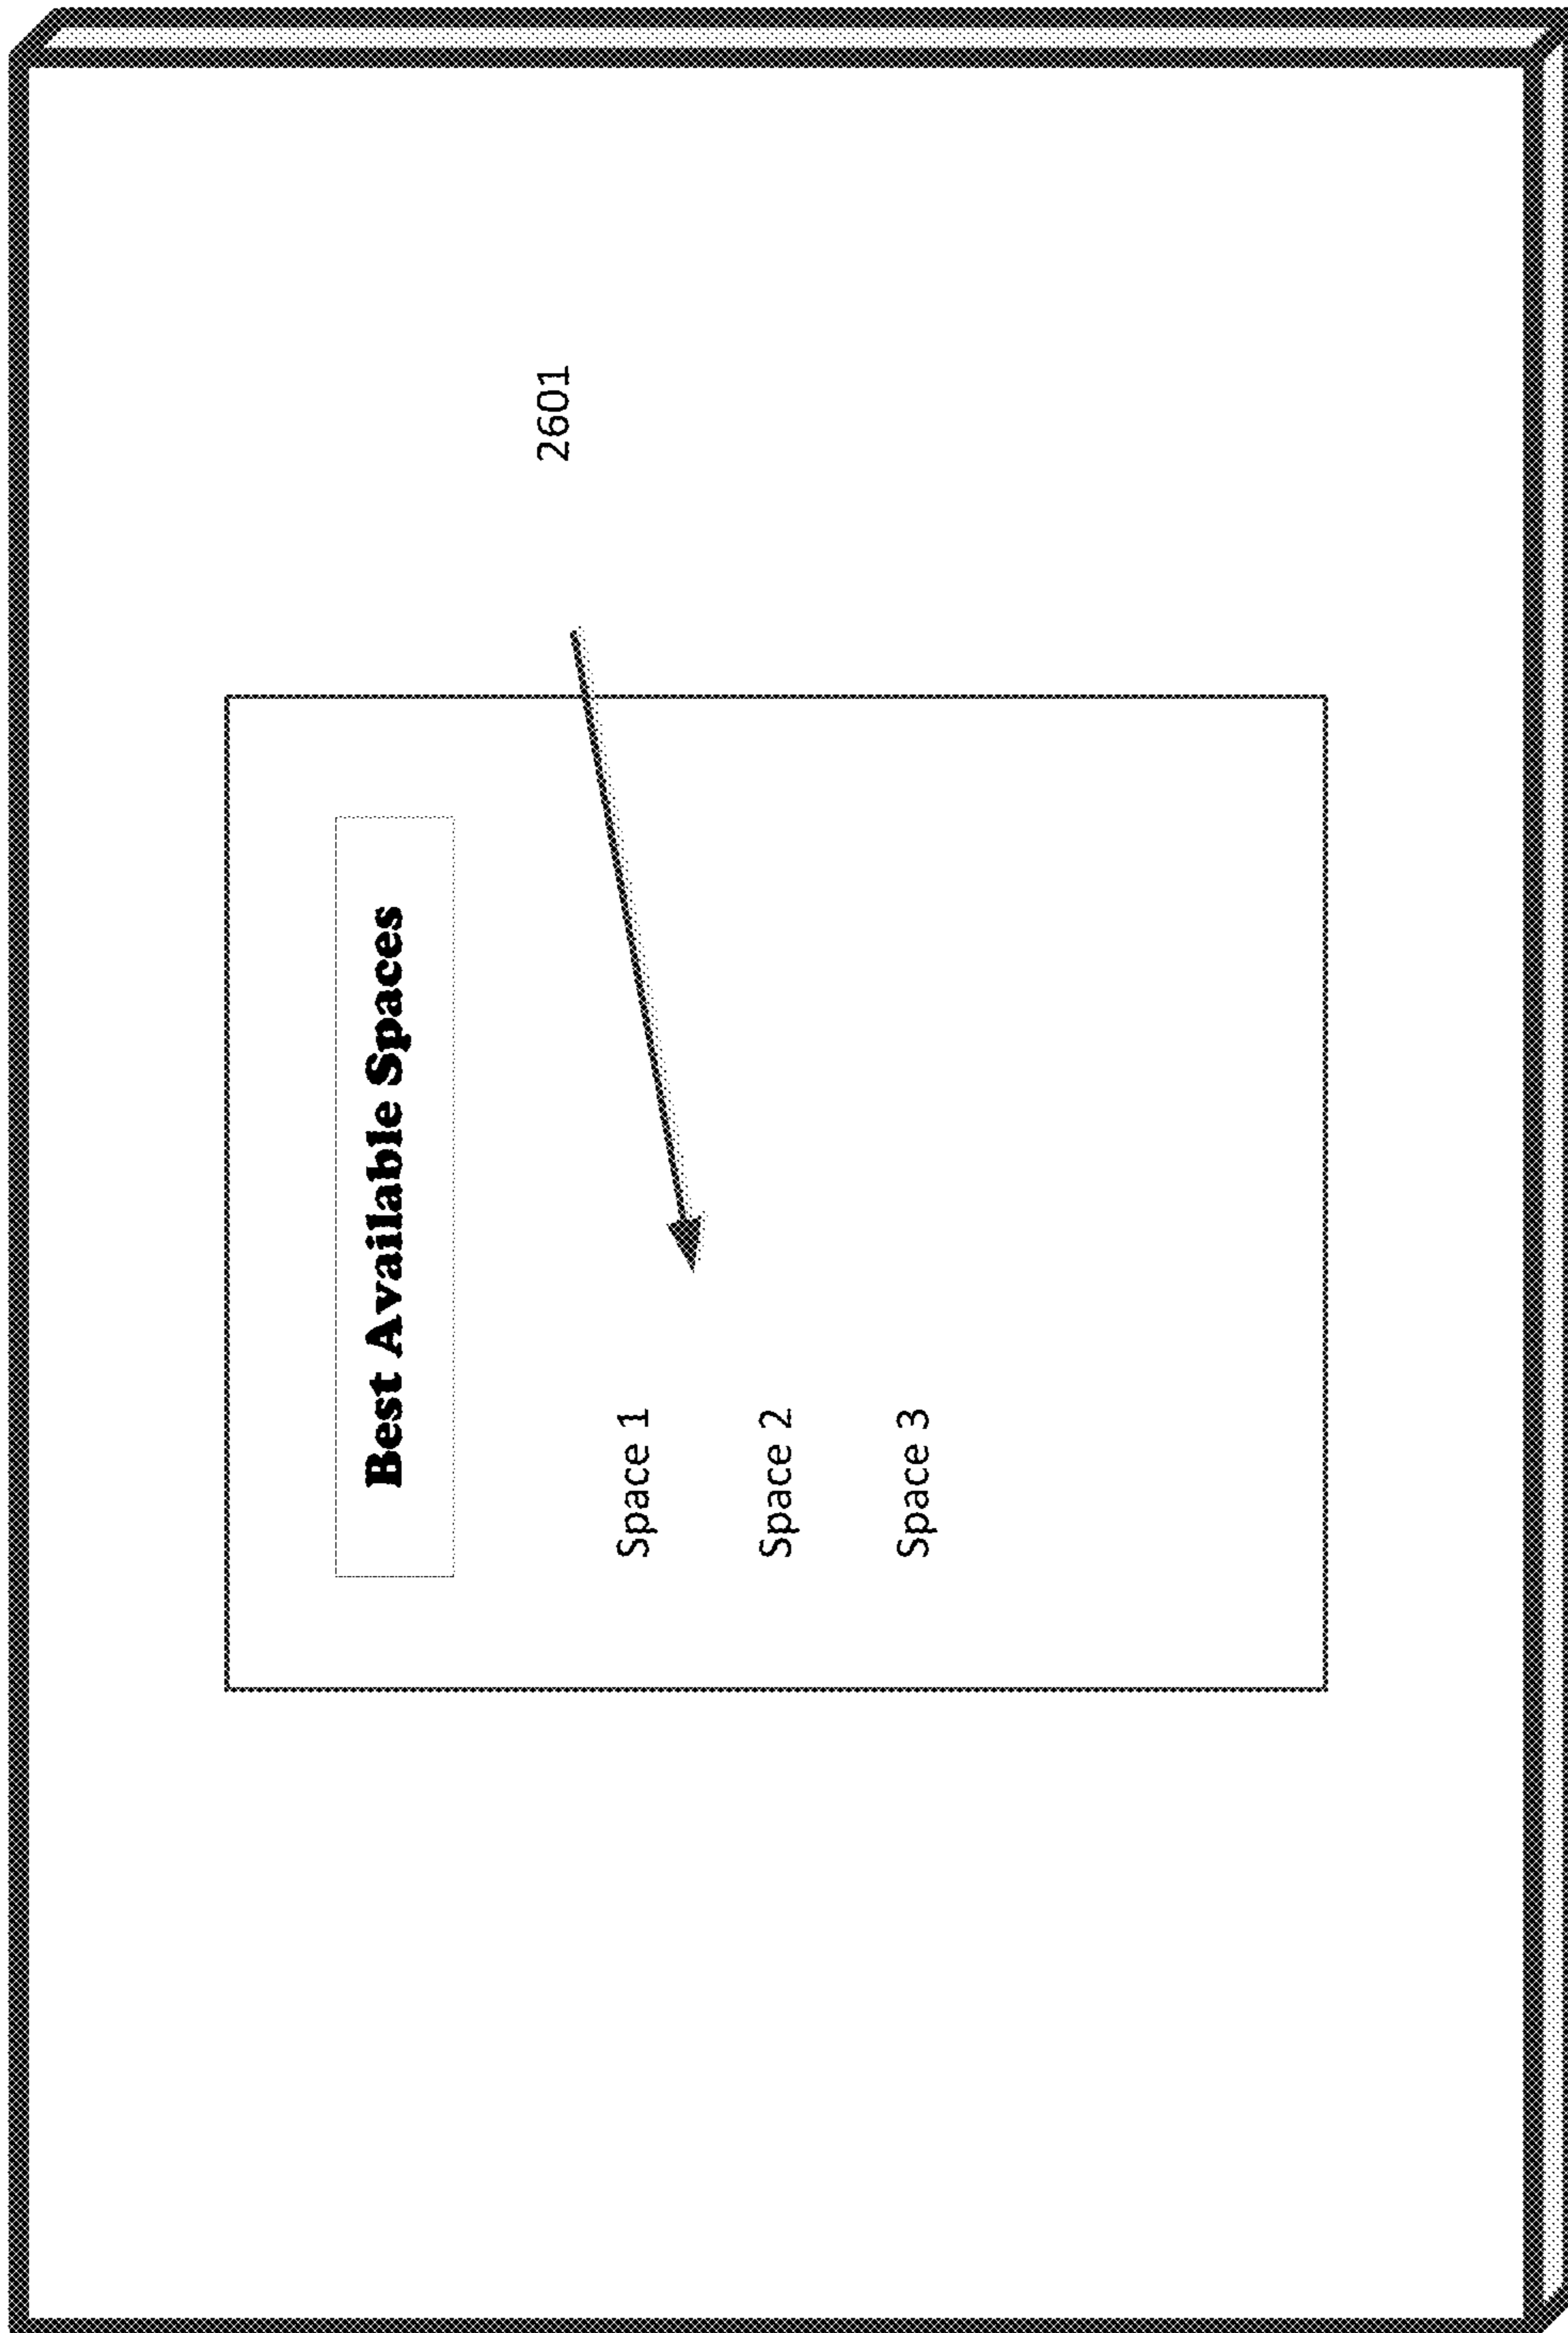 Best Available Spaces
2601
Space 1
Space 2
Space 3